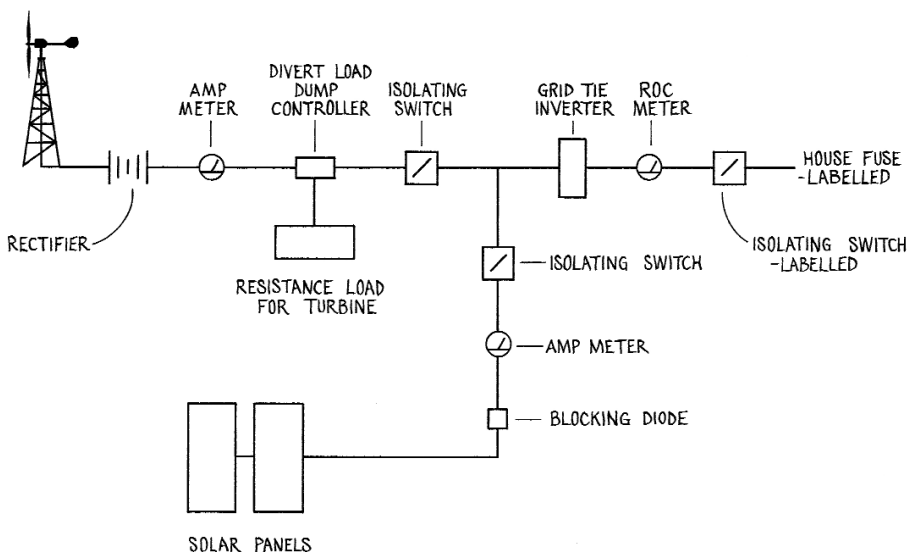 AMP
METER
DIVERT LOAD
DUMP
CONTROLLER
ISOLATING
SWITCH
GRID TIE
INVERTER
ROC
METER
HOUSE FUSE
-LABELLED
RECTIFIER
RESISTANCE LOAD
FOR TURBINE
ISOLATING SWITCH
ISOLATING SWITCH
-LABELLED
AMP METER
BLOCKING DIODE
SOLAR PANELS